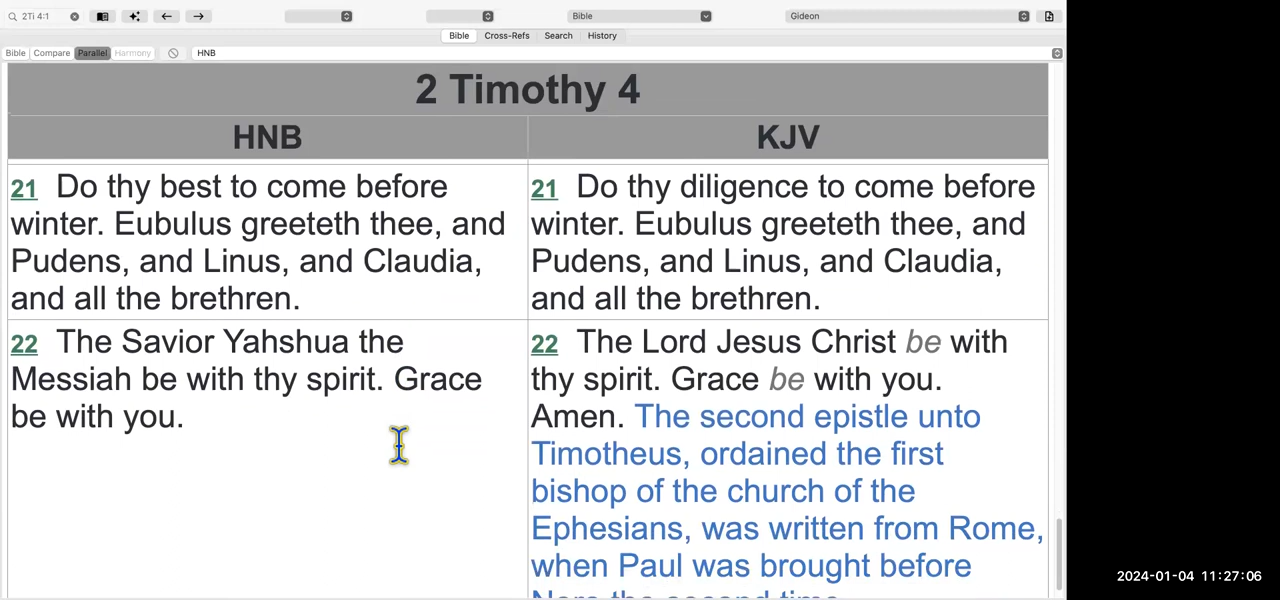 2Ti 4:1
Bible
Gideon
Bible Cross-Refs Search History
Bible Compare Parallel Harmony HNB
2 Timothy 4
HNB
21 Do thy best to come before
winter. Eubulus greeteth thee, and
Pudens, and Linus, and Claudia,
and all the brethren.
22 The Savior Yahshua the
Messiah be with thy spirit. Grace
be with you.
KJV
21 Do thy diligence to come before
winter. Eubulus greeteth thee, and
Pudens, and Linus, and Claudia,
and all the brethren.
22 The Lord Jesus Christ be with
thy spirit. Grace be with you.
Amen. The second epistle unto
Timotheus, ordained the first
bishop of the church of the
Ephesians, was written from Rome,
when Paul was brought before
Nero the second time.
2024-01-04 11:27:06